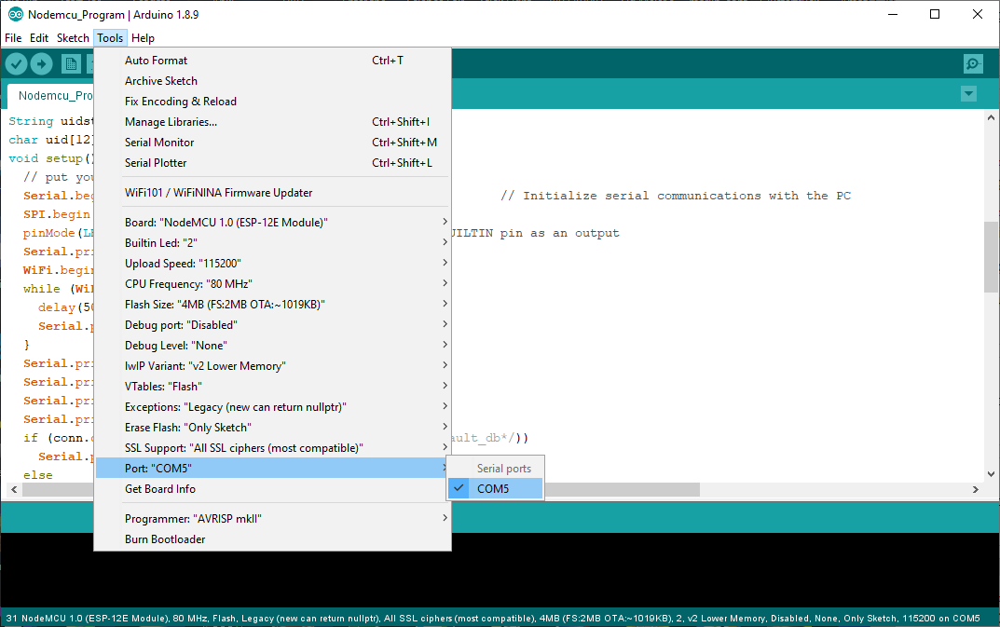 Nodemcu_Program | Arduino 1.8.9
File Edit Sketch Tools Help
Nodemcu_Pro
Auto Format Ctrl+T
Archive Sketch
Fix Encoding & Reload
Manage Libraries... Ctrl+Shift+I
Serial Monitor Ctrl+Shift+M
Serial Plotter Ctrl+Shift+L
WiFi101 / WiFiNINA Firmware Updater
Board: "NodeMCU 1.0 (ESP-12E Module)"
Builtin Led: "2"
Upload Speed: "115200"
CPU Frequency: "80 MHz"
Flash Size: "4MB (FS:2MB OTA:~1019KB)"
Debug port: "Disabled"
Debug Level: "None"
lwIP Variant: "v2 Lower Memory"
VTables: "Flash"
Exceptions: "Legacy (new can return nullptr)"
Erase Flash: "Only Sketch"
SSL Support: "All SSL ciphers (most compatible)"
Port: "COM5"
Get Board Info
Programmer: "AVRISP mkII"
Burn Bootloader
Serial ports
COM5
String uidst
char uid[12]
void setup()
// put you
Serial.beg // Initialize serial communications with the PC
SPI.begin
pinMode(LE UILTIN pin as an output
Serial.pri
WiFi.begin
while (WiF
delay(50
Serial.p
}
Serial.pri
Serial.pri
Serial.pri
Serial.pri
if (conn.c ault_db*/))
Serial.p
else
31 NodeMCU 1.0 (ESP-12E Module), 80 MHz, Flash, Legacy (new can return nullptr), All SSL ciphers (most compatible), 4MB (FS:2MB OTA:~1019KB), 2, v2 Lower Memory, Disabled, None, Only Sketch, 115200 on COM5